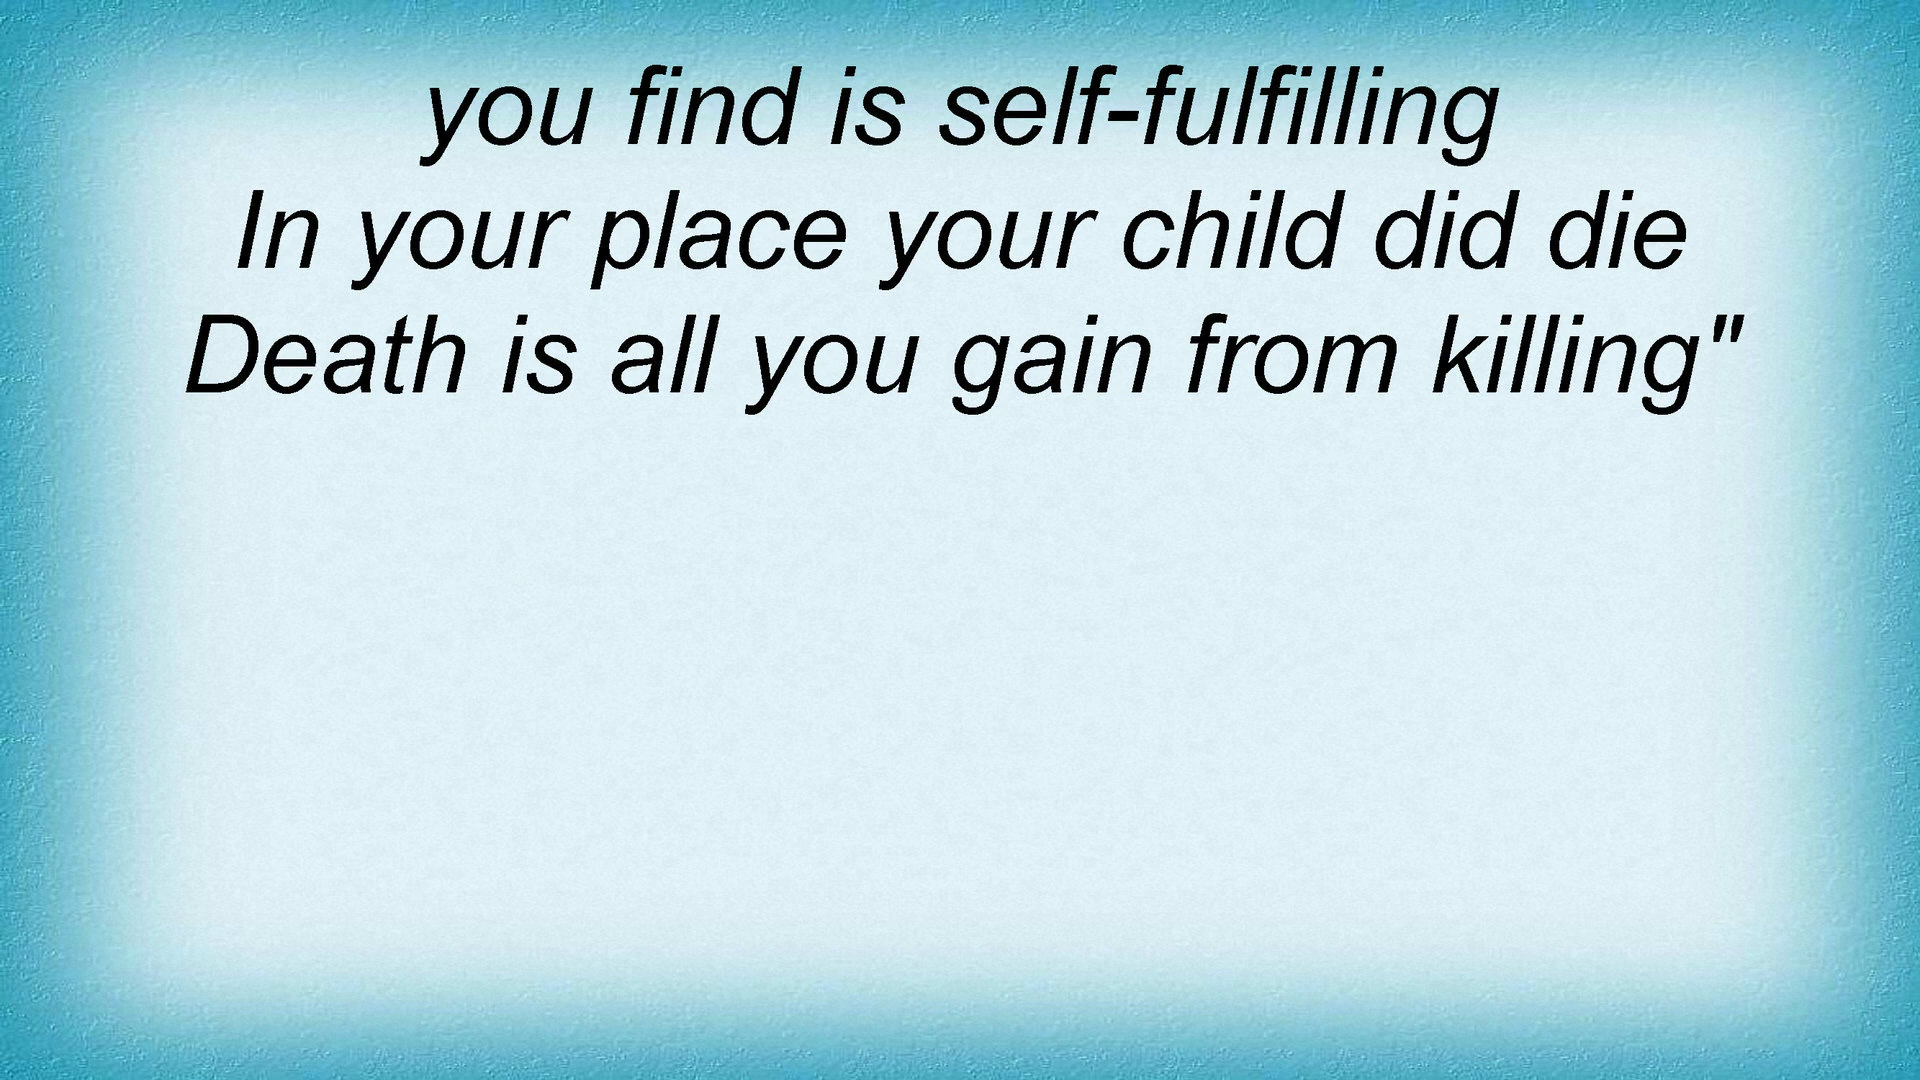 you find is self-fulfilling
In your place your child did die
Death is all you gain from killing"